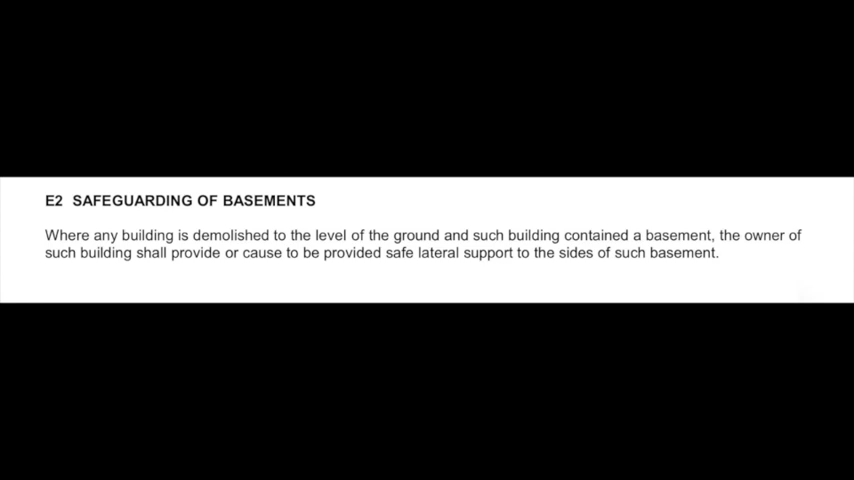 E2 SAFEGUARDING OF BASEMENTS
Where any building is demolished to the level of the ground and such building contained a basement, the owner of
such building shall provide or cause to be provided safe lateral support to the sides of such basement.